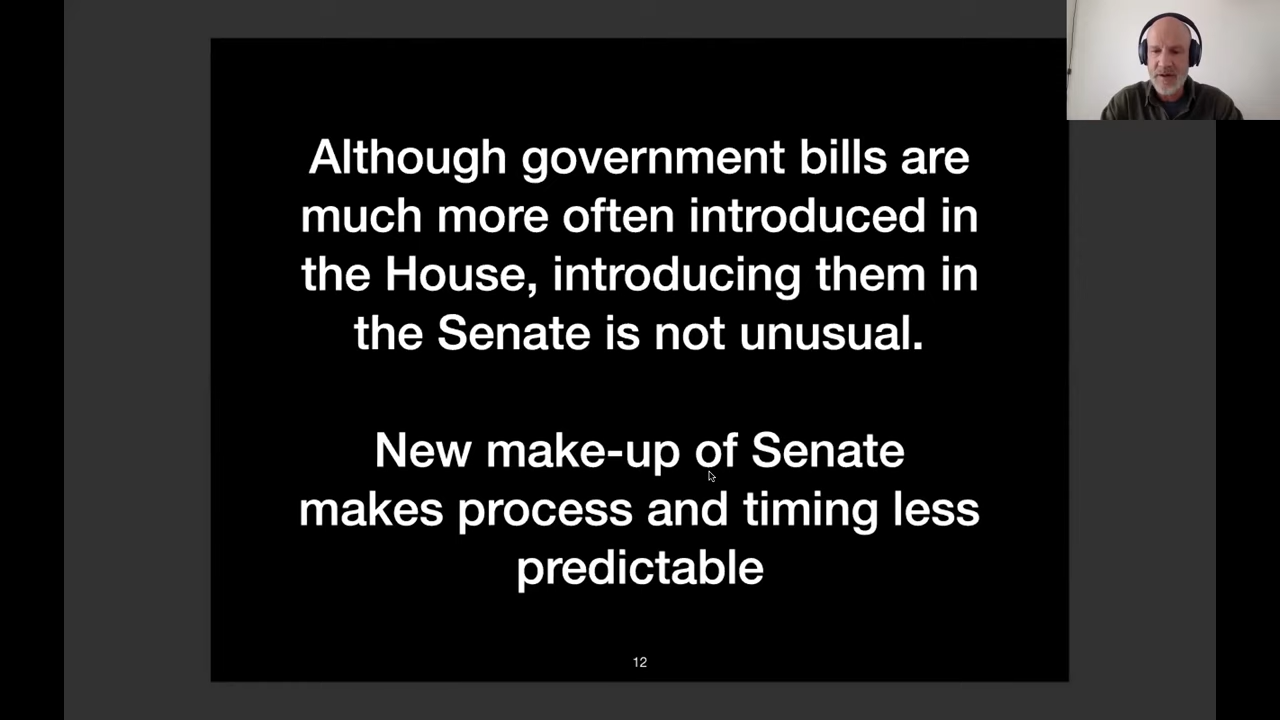 Although government bills are
much more often introduced in
the House, introducing them in
the Senate is not unusual.
New make-up of Senate
makes process and timing less
predictable
12